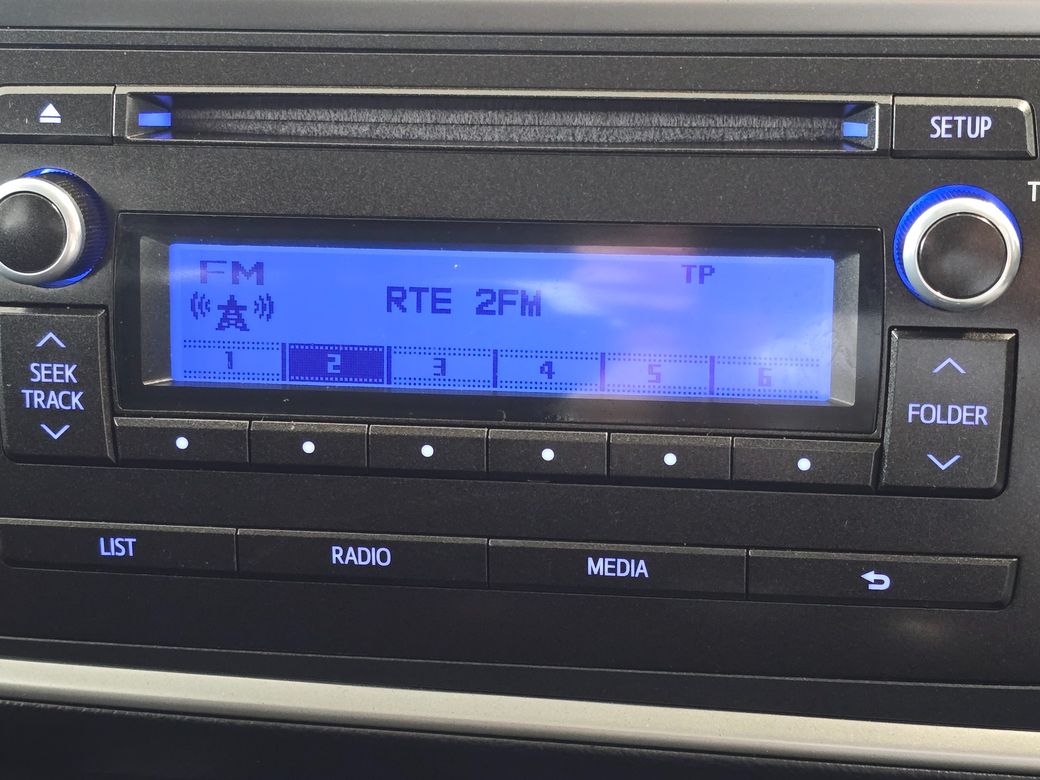 SETUP
T
FM
TP
RTE 2FM
1 2 3 4 5 6
SEEK
TRACK
FOLDER
LIST
RADIO
MEDIA